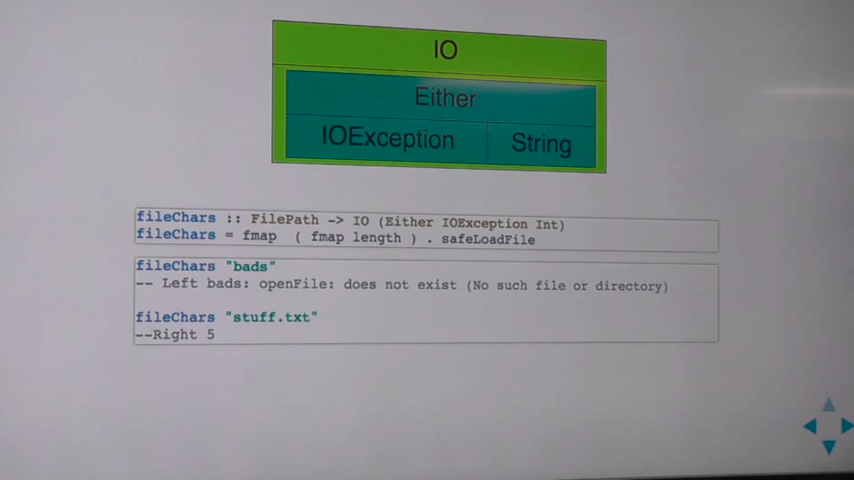 IO
Either
IOException String
fileChars :: FilePath -> IO (Either IOException Int)
fileChars = fmap ( fmap length ) . safeLoadFile
fileChars "bads"
-- Left bads: openFile: does not exist (No such file or directory)
fileChars "stuff.txt"
--Right 5